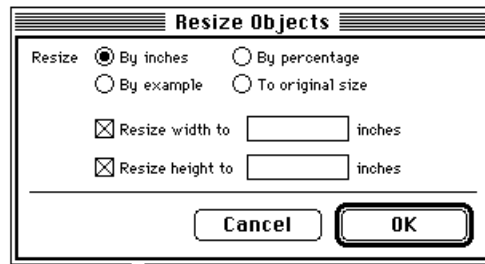 Resize Objects
Resize By inches By percentage
By example To original size
Resize width to inches
Resize height to inches
Cancel OK